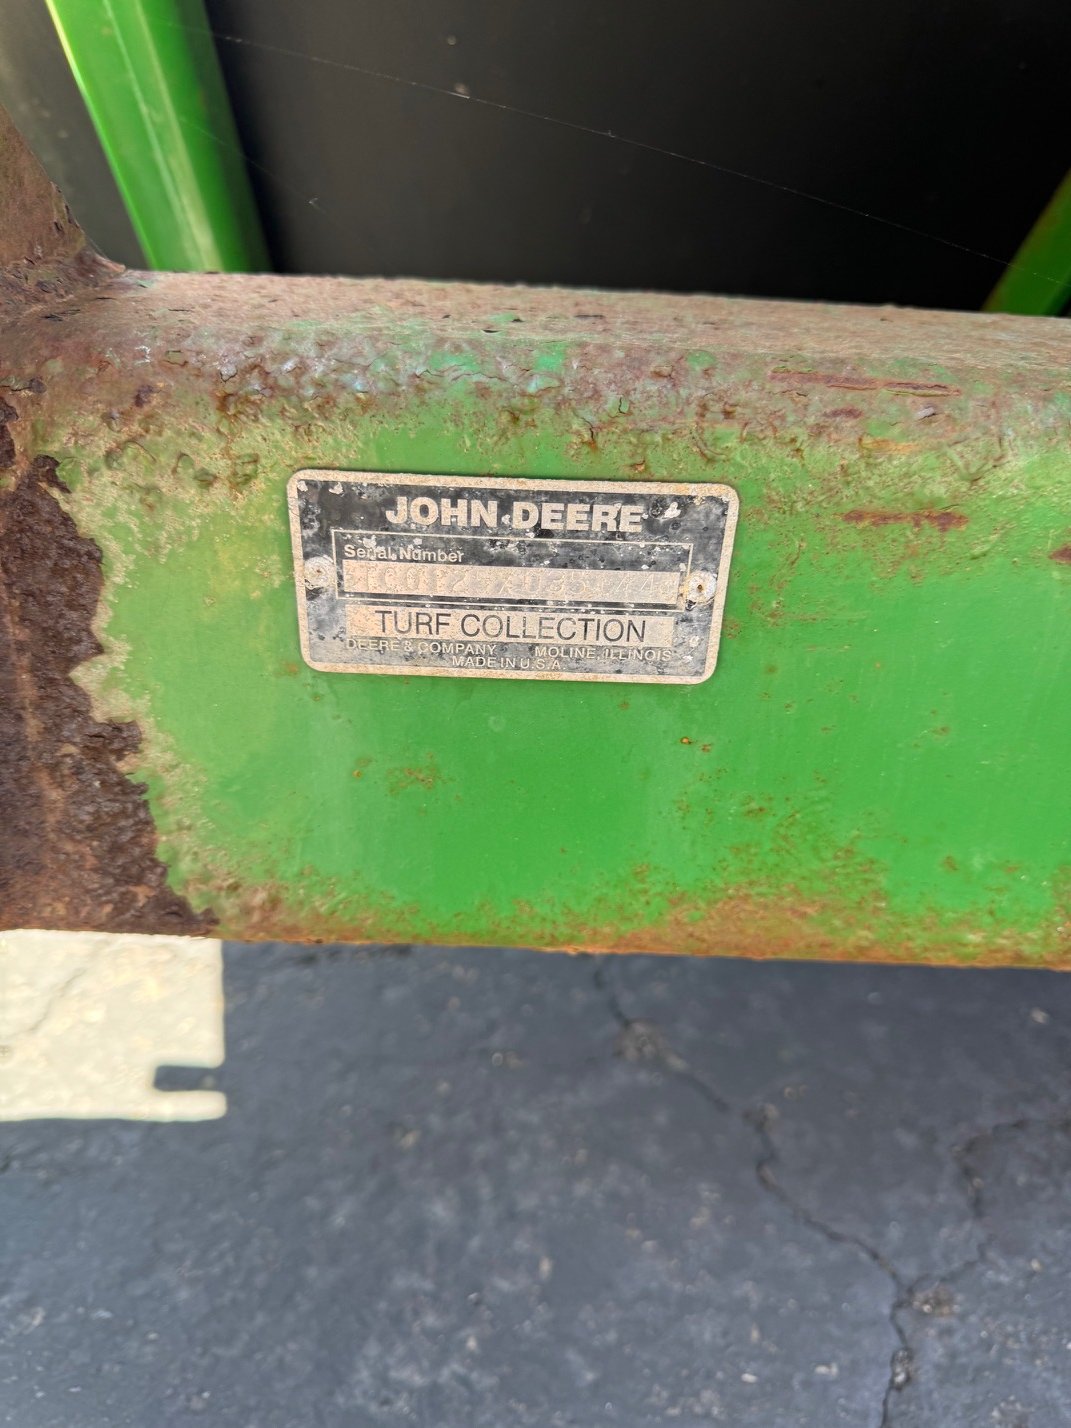 JOHN DEERE
Serial Number
TURF COLLECTION
DEERE & COMPANY MOLINE, ILLINOIS
MADE IN U.S.A.